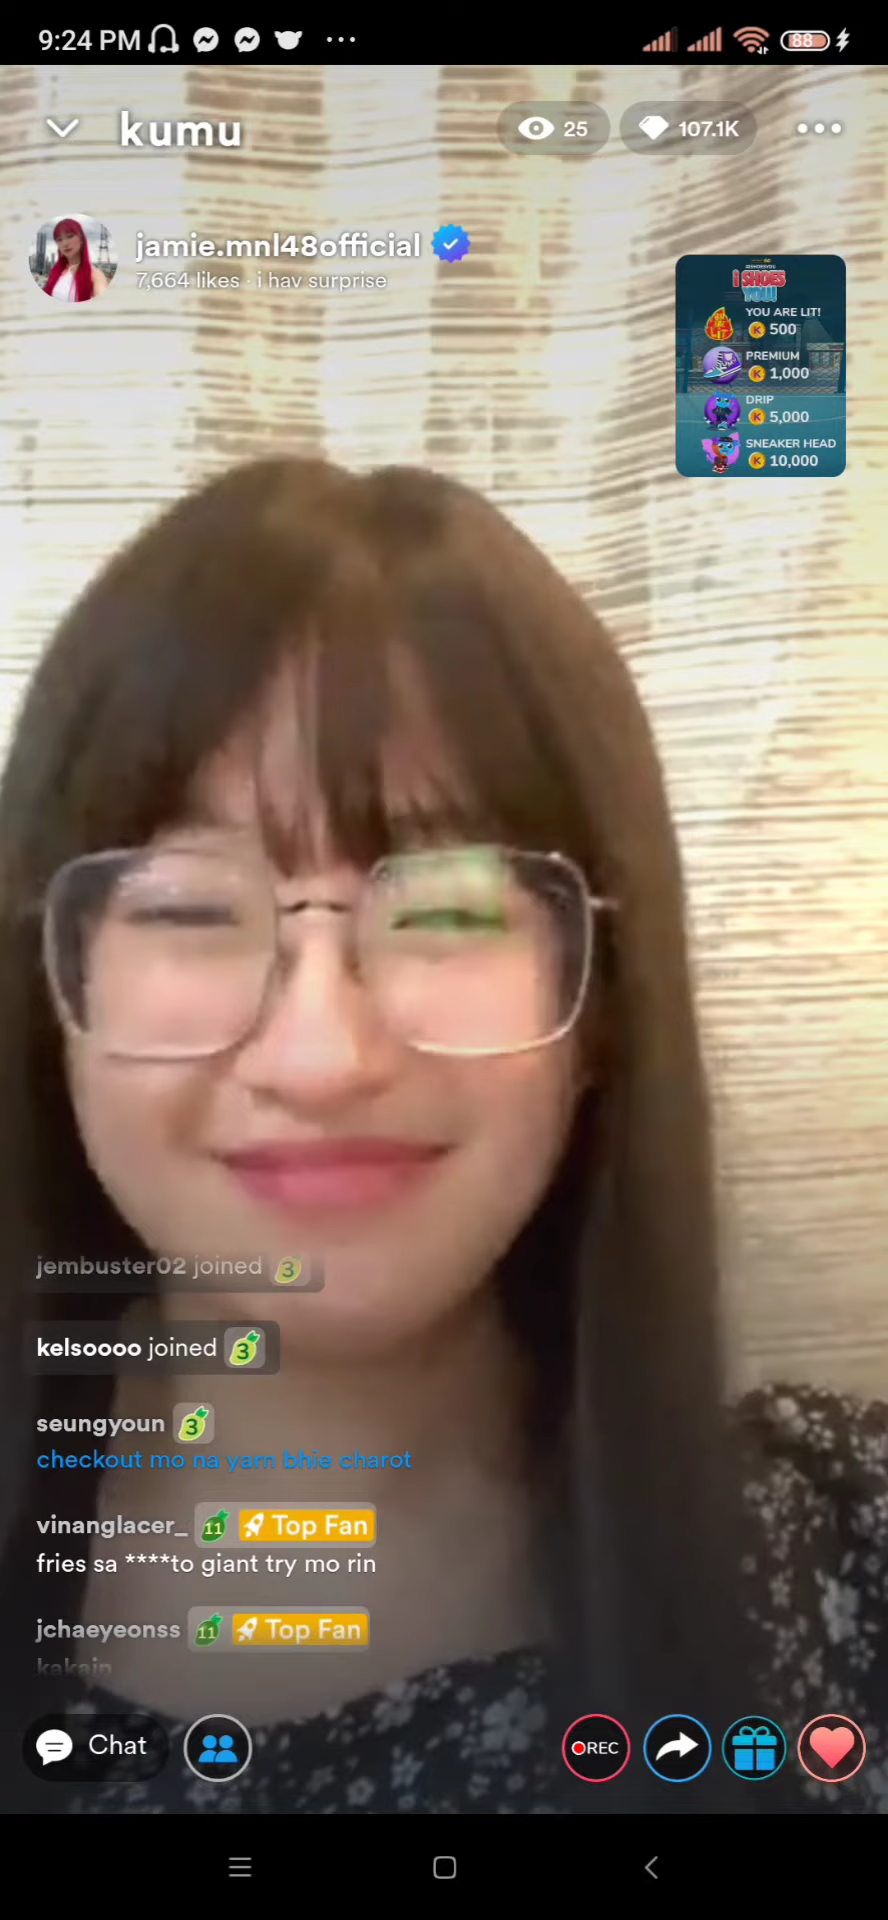 9:24 PM
88
kumu
25
107.1K
jamie.mnl48official
7,664 likes · i hav surprise
i SHOES
YOU!
YOU ARE LIT!
500
PREMIUM
1,000
DRIP
5,000
SNEAKER HEAD
10,000
jembuster02 joined 3
kelsoooo joined 3
seungyoun 3
checkout mo na yarn bhie charot
vinanglacer_ 11 Top Fan
fries sa ****to giant try mo rin
jchaeyeonss 11 Top Fan
kakain
Chat
REC